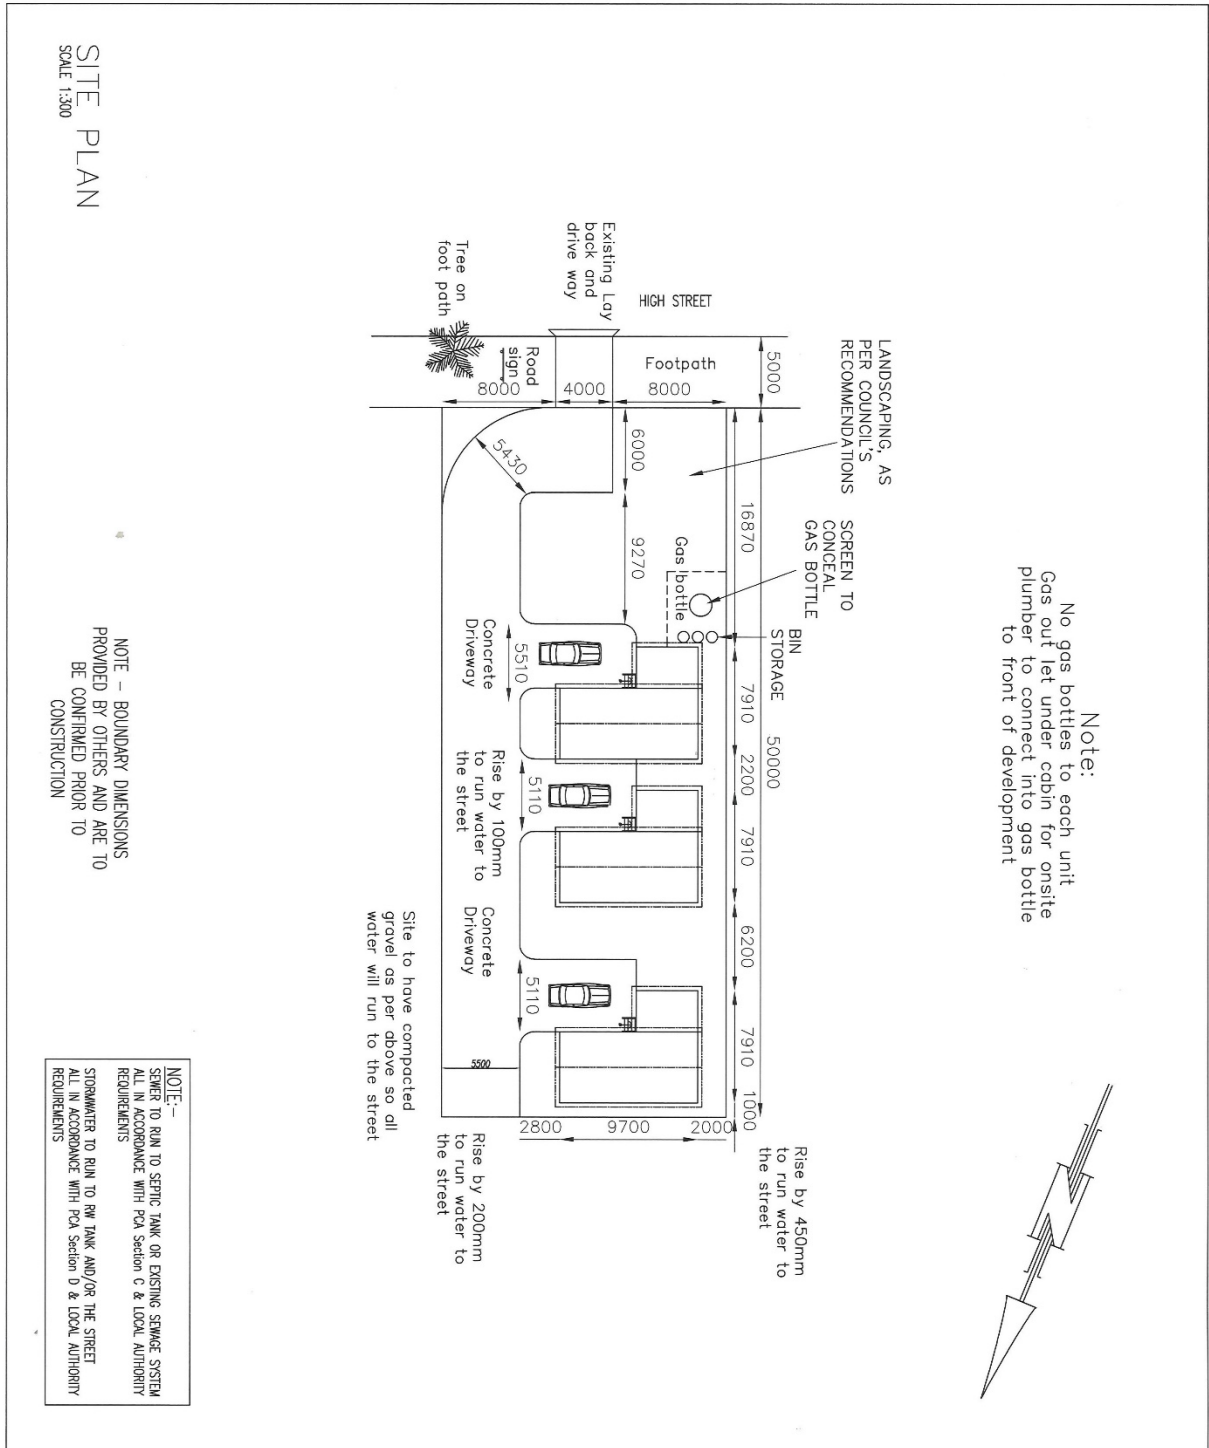 SITE PLAN
SCALE 1:300
HIGH STREET
Existing Lay
back and
drive way
Tree on
foot path
Road
sign
Footpath
5000
8000
4000
8000
LANDSCAPING, AS
PER COUNCIL'S
RECOMMENDATIONS
SCREEN TO
CONCEAL
GAS BOTTLE
BIN
STORAGE
Gas bottle
6000
9270
5430
16870
50000
7910
2200
7910
6200
7910
1000
5510
5110
5110
5500
2800
9700
2000
Concrete
Driveway
Rise by 100mm
to run water to
the street
Concrete
Driveway
Site to have compacted
gravel as per above so all
water will run to the street
Rise by 200mm
to run water to
the street
Rise by 450mm
to run water to
the street
Note:
No gas bottles to each unit
Gas out let under cabin for onsite
plumber to connect into gas bottle
to front of development
NOTE - BOUNDARY DIMENSIONS
PROVIDED BY OTHERS AND ARE TO
BE CONFIRMED PRIOR TO
CONSTRUCTION
NOTE:-
SEWER TO RUN TO SEPTIC TANK OR EXISTING SEWAGE SYSTEM
ALL IN ACCORDANCE WITH PCA Section C & LOCAL AUTHORITY
REQUIREMENTS
STORMWATER TO RUN TO RW TANK AND/OR THE STREET
ALL IN ACCORDANCE WITH PCA Section D & LOCAL AUTHORITY
REQUIREMENTS